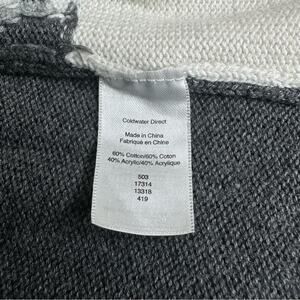 Coldwater Direct
Made in China
Fabriqué en Chine
60% Cotton/60% Coton
40% Acrylic/40% Acrylique
503
17314
13318
419